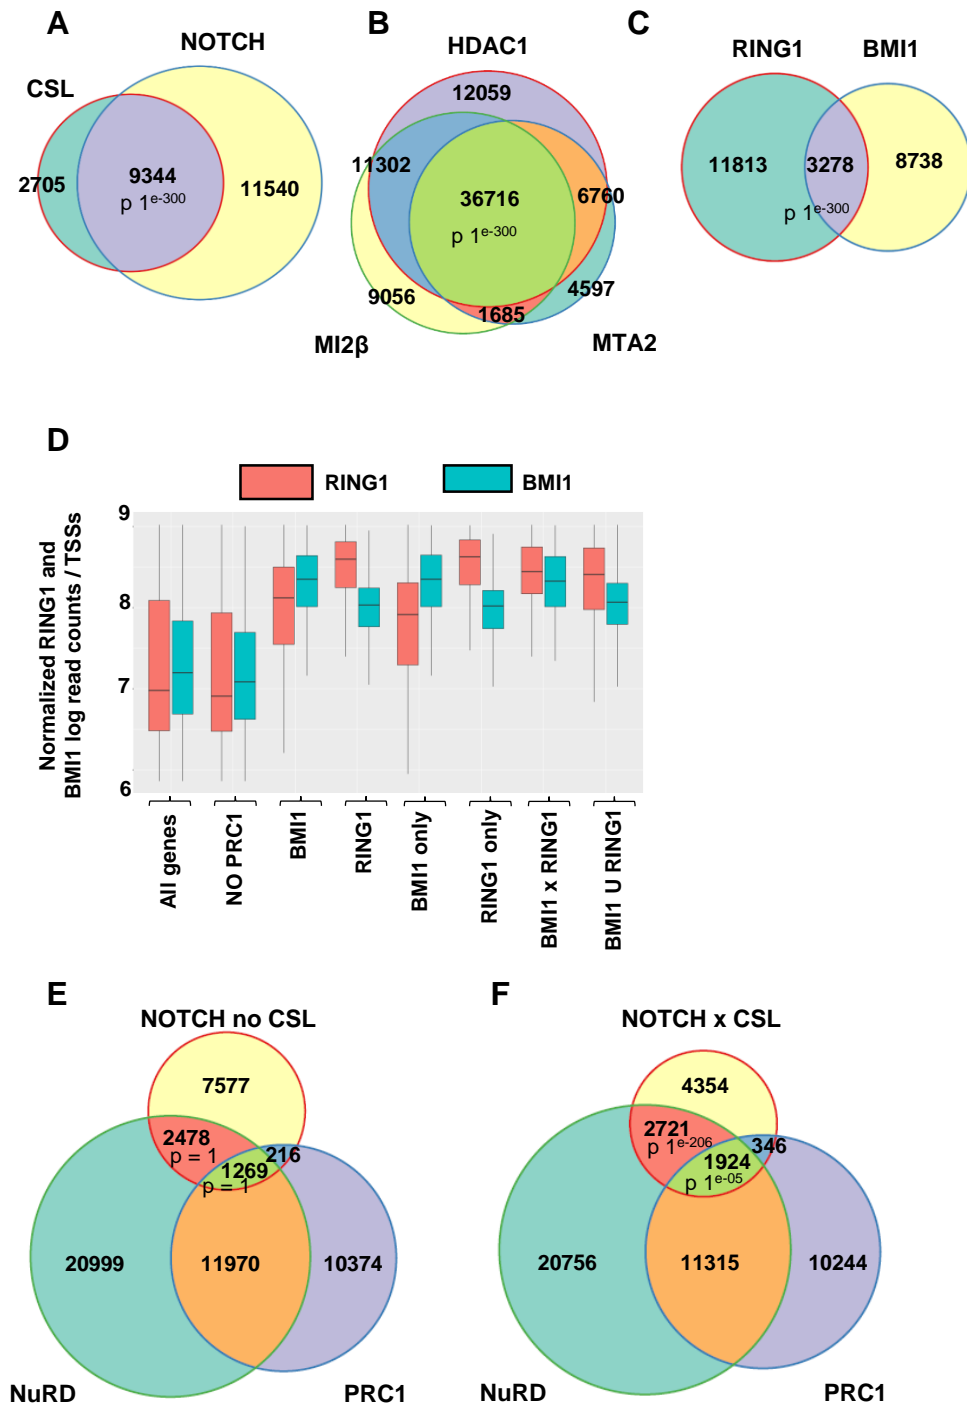 A
B
C
NOTCH
CSL
2705
9344
p 1e-300
11540
HDAC1
12059
11302
36716
p 1e-300
6760
9056
1685
4597
MI2β
MTA2
RING1
BMI1
11813
3278
8738
p 1e-300
D
RING1
BMI1
Normalized RING1 and
BMI1 log read counts / TSSs
9
8
7
6
All genes
NO PRC1
BMI1
RING1
BMI1 only
RING1 only
BMI1 x RING1
BMI1 U RING1
E
NOTCH no CSL
7577
2478
p = 1
216
1269
p = 1
20999
11970
10374
NuRD
PRC1
F
NOTCH x CSL
4354
2721
p 1e-206
346
1924
p 1e-05
20756
11315
10244
NuRD
PRC1